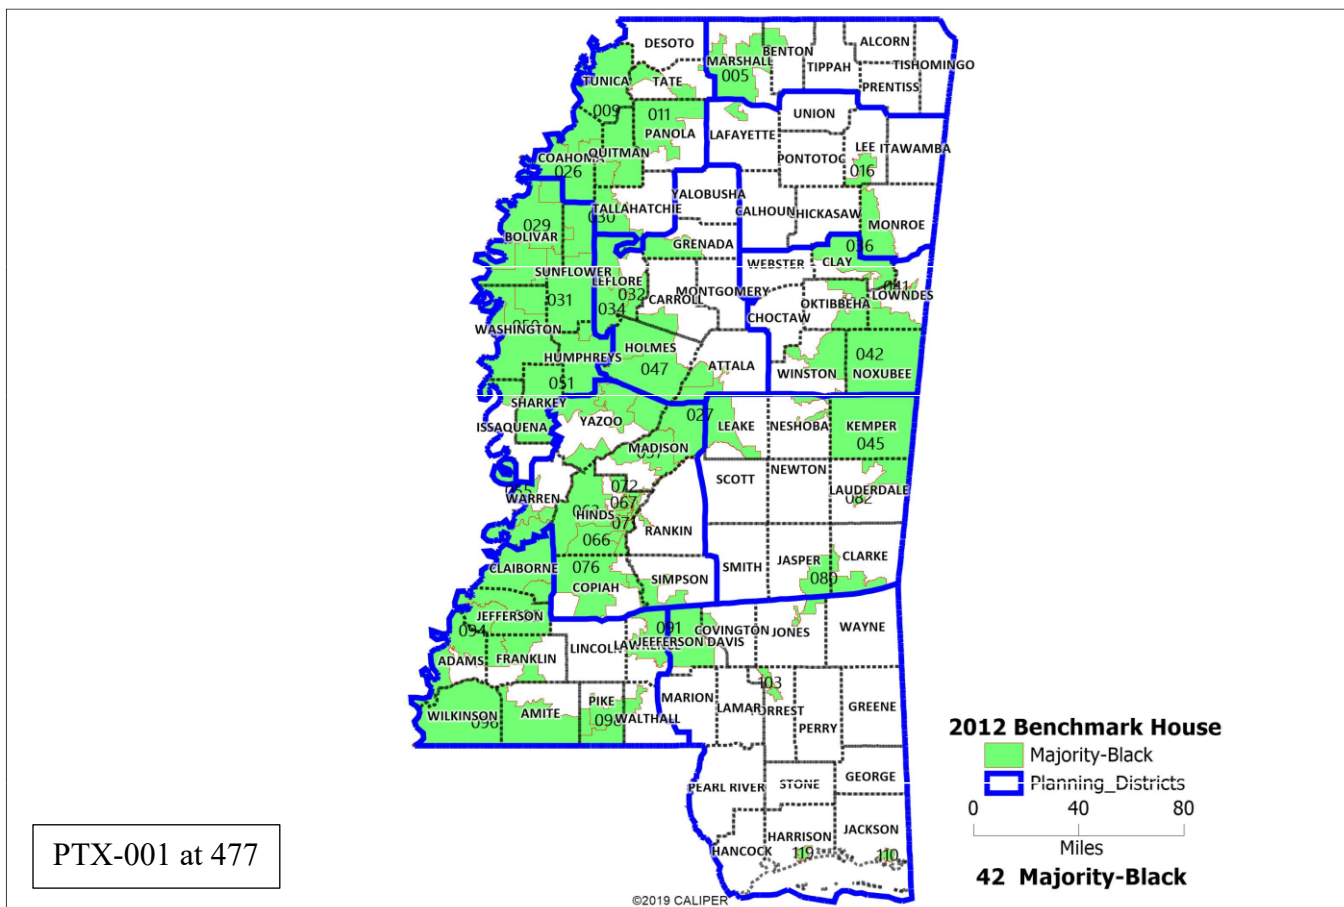 DESOTO
MARSHALL
BENTON
ALCORN
TIPPAH
TISHOMINGO
PRENTISS
TUNICA
TATE
005
009
011
PANOLA
LAFAYETTE
UNION
PONTOTOC
LEE
ITAWAMBA
016
COAHOMA
QUITMAN
026
TALLAHATCHIE
030
YALOBUSHA
CALHOUN
HICKASAW
MONROE
029
BOLIVAR
GRENADA
WEBSTER
CLAY
036
SUNFLOWER
LEFLORE
032
CARROLL
MONTGOMERY
OKTIBBEHA
041
LOWNDES
031
034
CHOCTAW
WASHINGTON
HOLMES
047
ATTALA
WINSTON
042
NOXUBEE
HUMPHREYS
051
SHARKEY
ISSAQUENA
YAZOO
027
LEAKE
NESHOBA
KEMPER
045
MADISON
SCOTT
NEWTON
LAUDERDALE
082
WARREN
072
067
HINDS
071
066
RANKIN
SMITH
JASPER
CLARKE
080
CLAIBORNE
076
COPIAH
SIMPSON
JEFFERSON
094
091
LAWRENCE
JEFFERSON DAVIS
COVINGTON
JONES
WAYNE
ADAMS
FRANKLIN
LINCOLN
WILKINSON
AMITE
PIKE
WALTHALL
MARION
LAMAR
103
FORREST
PERRY
GREENE
PEARL RIVER
STONE
GEORGE
HANCOCK
HARRISON
119
JACKSON
110
2012 Benchmark House
Majority-Black
Planning_Districts
0 40 80
Miles
42 Majority-Black
PTX-001 at 477
©2019 CALIPER